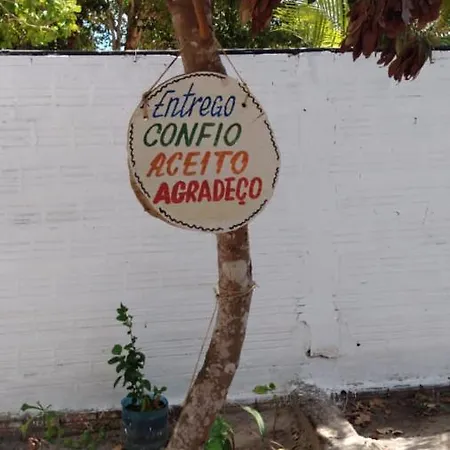 Entrego
CONFIO
ACEITO
AGRADEÇO